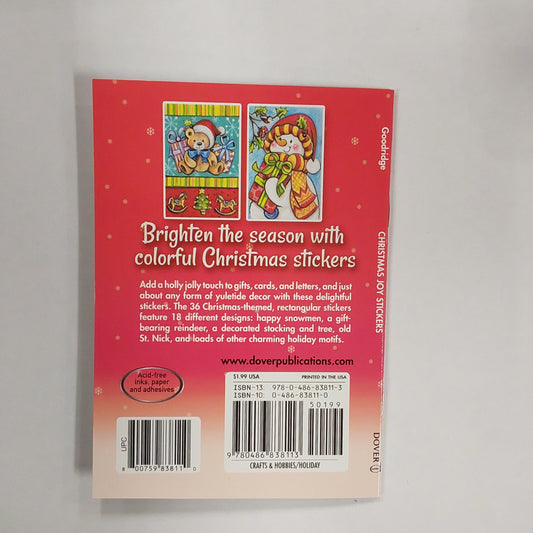 Brighten the season with
colorful Christmas stickers
Add a holly jolly touch to gifts, cards, and letters, and just
about any form of yuletide decor with these delightful
stickers. The 36 Christmas-themed, rectangular stickers
feature 18 different designs: happy snowmen, a gift-
bearing reindeer, a decorated stocking and tree, old
St. Nick, and loads of other charming holiday motifs.
www.doverpublications.com
$1.99 USA PRINTED IN THE USA
ISBN-13: 978-0-486-83811-3
ISBN-10: 0-486-83811-0
50199
9 780486 838113
CRAFTS & HOBBIES/HOLIDAY
Acid-free
inks, paper
and adhesives
UPC
8 00759 83811 0
Goodridge
CHRISTMAS JOY STICKERS
DOVER